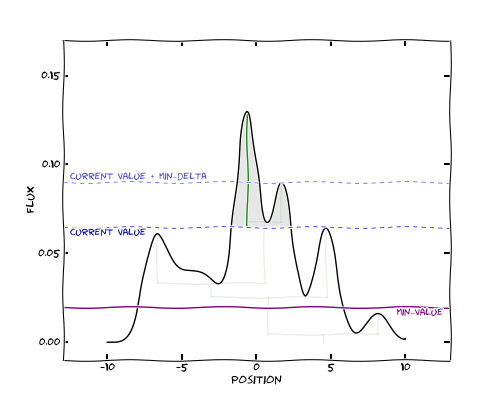 0.15
0.10
CURRENT VALUE + MIN_DELTA
FLUX
CURRENT VALUE
0.05
MIN_VALUE
0.00
-10 -5 0 5 10
POSITION